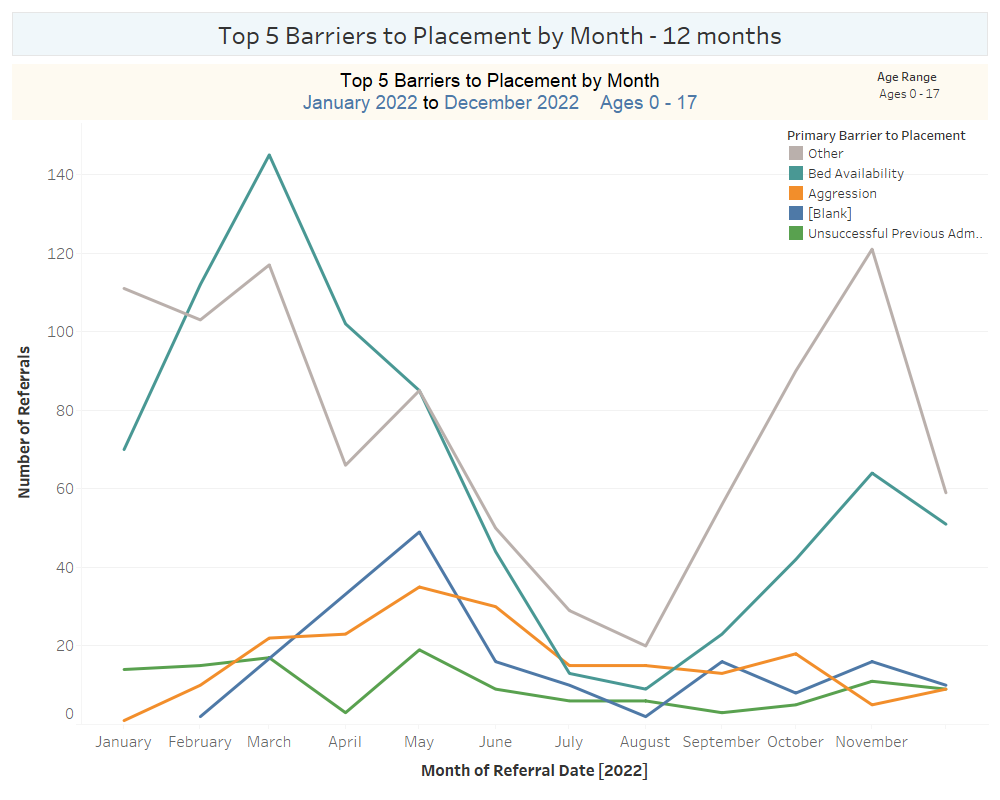 Top 5 Barriers to Placement by Month - 12 months
Top 5 Barriers to Placement by Month
January 2022 to December 2022 Ages 0 - 17
Age Range
Ages 0 - 17
Primary Barrier to Placement
Other
Bed Availability
Aggression
[Blank]
Unsuccessful Previous Adm..
Number of Referrals
140
120
100
80
60
40
20
0
January February March April May June July August September October November
Month of Referral Date [2022]